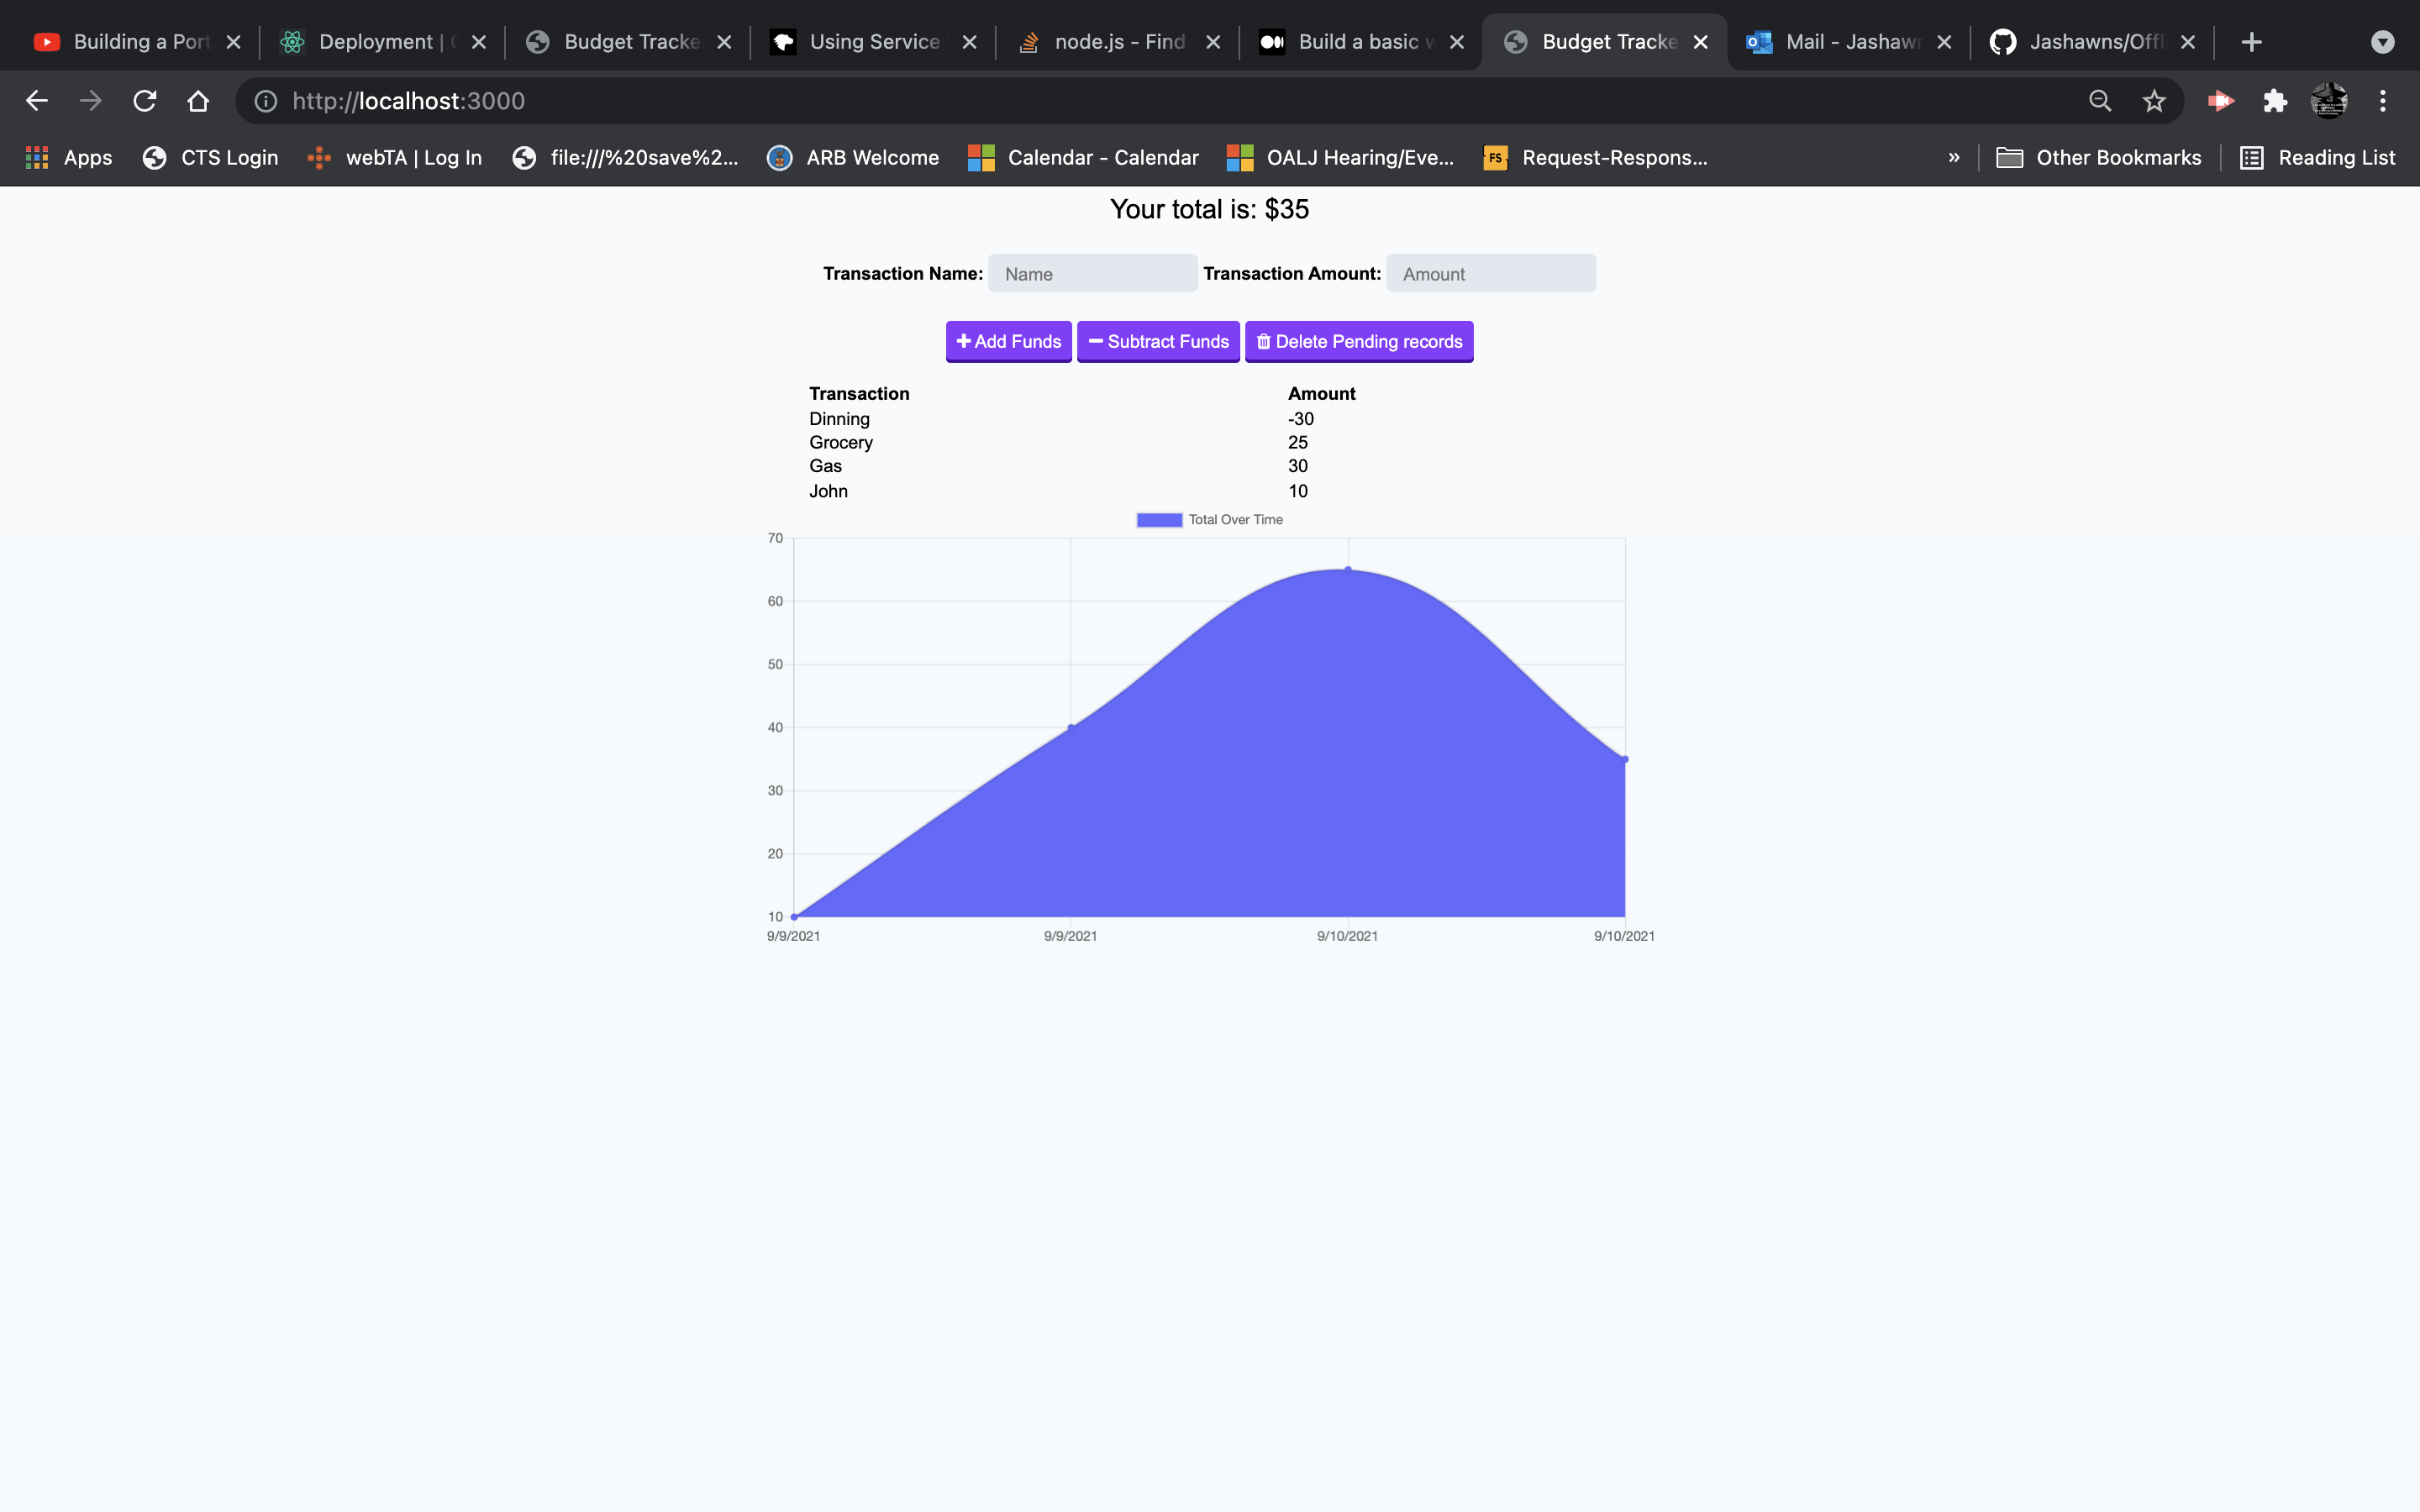 Building a Port
Deployment |
Budget Tracke
Using Service
node.js - Find
Build a basic w
Budget Tracke
Mail - Jashawn
Jashawns/Offl
http://localhost:3000
Apps
CTS Login
webTA | Log In
file:///%20save%2...
ARB Welcome
Calendar - Calendar
OALJ Hearing/Eve...
FS
Request-Respons...
»
Other Bookmarks
Reading List
Your total is: $35
Transaction Name: Name Transaction Amount: Amount
Add Funds Subtract Funds Delete Pending records
Transaction Amount
Dinning -30
Grocery 25
Gas 30
John 10
Total Over Time
70
60
50
40
30
20
10
9/9/2021 9/9/2021 9/10/2021 9/10/2021